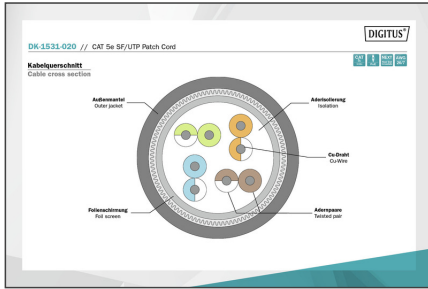 DIGITUS®
DK-1531-020 // CAT 5e SF/UTP Patch Cord
Kabelquerschnitt
Cable cross section
Außenmantel
Outer jacket
Aderisolierung
Isolation
Cu-Draht
Cu-Wire
Folienschirmung
Foil screen
Adernpaare
Twisted pair